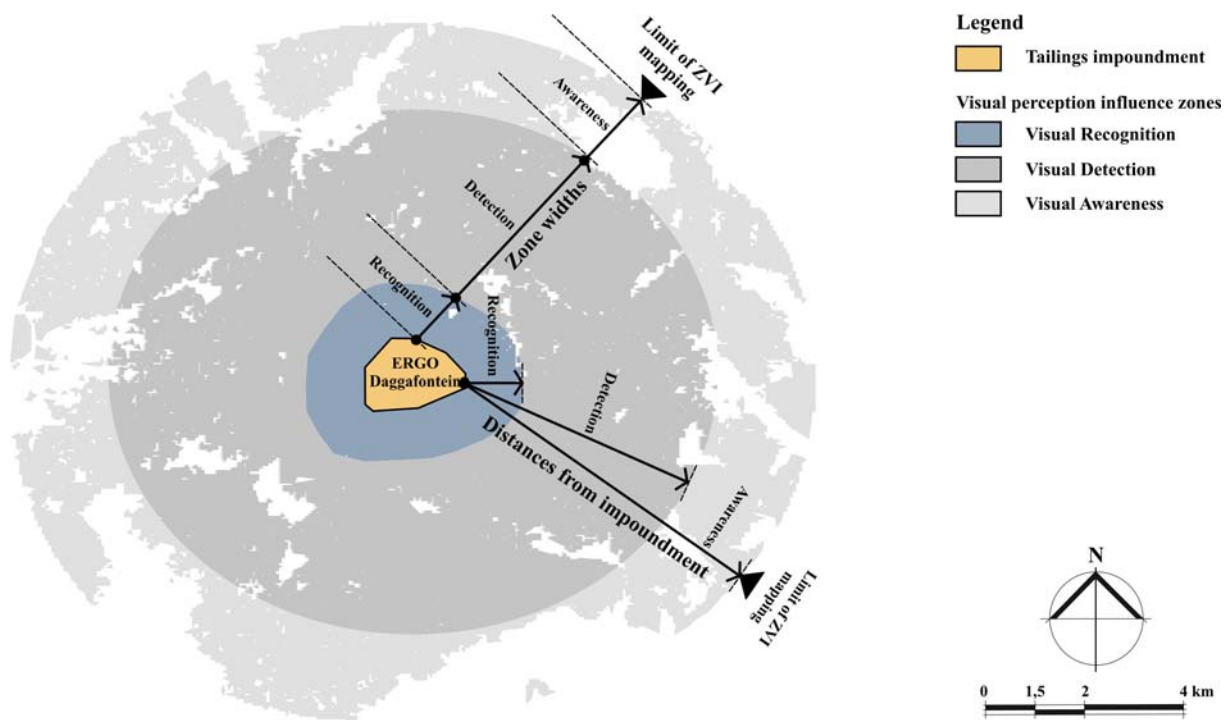 Limit of ZVI
mapping
Awareness
Detection
Zone widths
Recognition
Recognition
ERGO
Daggafontein
Detection
Distances from impoundment
Awareness
Limit of ZVI
mapping
Legend
Tailings impoundment
Visual perception influence zones
Visual Recognition
Visual Detection
Visual Awareness
N
0 1,5 2 4 km